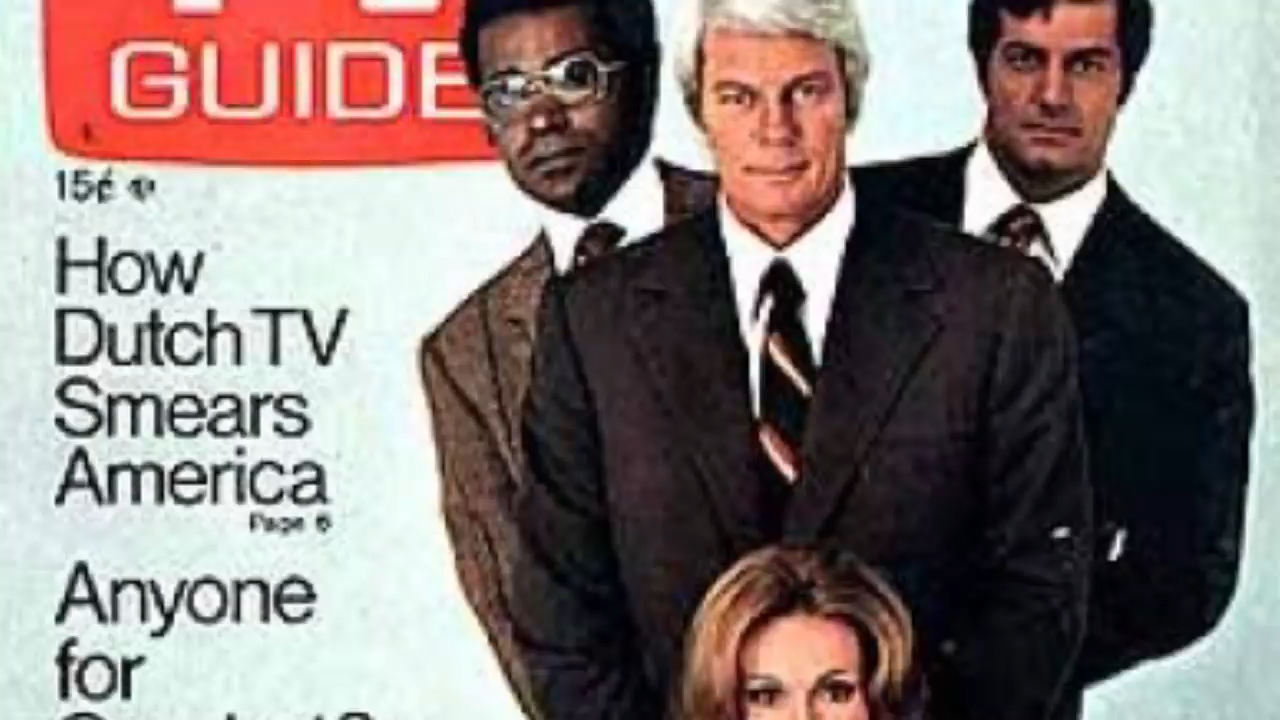 GUIDE
15¢
How
Dutch TV
Smears
America
Page 6
Anyone
for